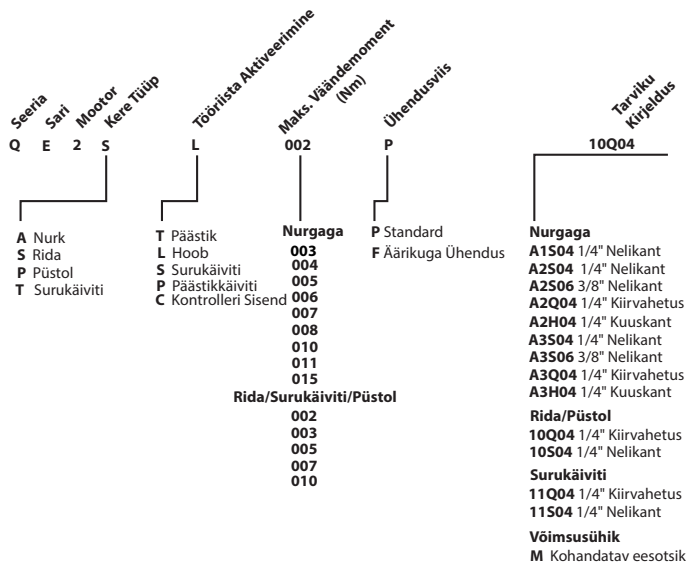 Seeria
Sari
Mootor
Kere Tüüp
Tööriista Aktiveerimine
Maks. Väändemoment
(Nm)
Ühendusviis
Tarviku
Kirjeldus
Q E 2 S L 002 P 10Q04
A Nurk
S Rida
P Püstol
T Surukäiviti
T Päästik
L Hoob
S Surukäiviti
P Päästikkäiviti
C Kontrolleri Sisend
Nurgaga
003
004
005
006
007
008
010
011
015
Rida/Surukäiviti/Püstol
002
003
005
007
010
P Standard
F Äärikuga Ühendus
Nurgaga
A1S04 1/4" Nelikant
A2S04 1/4" Nelikant
A2S06 3/8" Nelikant
A2Q04 1/4" Kiirvahetus
A2H04 1/4" Kuuskant
A3S04 1/4" Nelikant
A3S06 3/8" Nelikant
A3Q04 1/4" Kiirvahetus
A3H04 1/4" Kuuskant
Rida/Püstol
10Q04 1/4" Kiirvahetus
10S04 1/4" Nelikant
Surukäiviti
11Q04 1/4" Kiirvahetus
11S04 1/4" Nelikant
Võimsusühik
M Kohandatav eesotsik